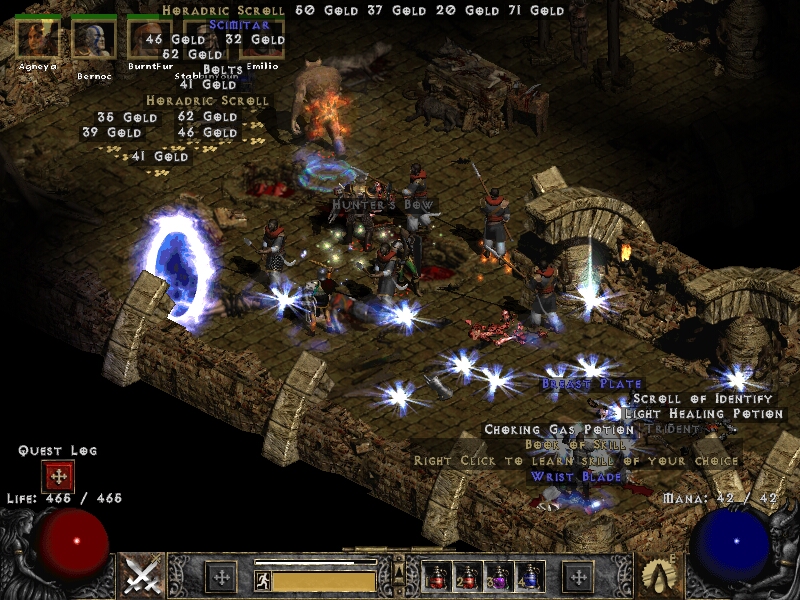 Horadric Scroll 50 Gold 37 Gold 20 Gold 71 Gold
Scimitar
46 Gold 32 Gold
52 Gold
Agneya
Bernoc
BurntFur
Emilio
Bolts
41 Gold
Horadric Scroll
35 Gold 62 Gold
39 Gold 46 Gold
41 Gold
Hunter's Bow
Breast Plate
Scroll of Identify
Light Healing Potion
Choking Gas Potion Trident
Book of Skill
Right Click to learn skill of your choice
Wrist Blade
Quest Log
Life: 465 / 465
Mana: 42 / 42
2
3
4